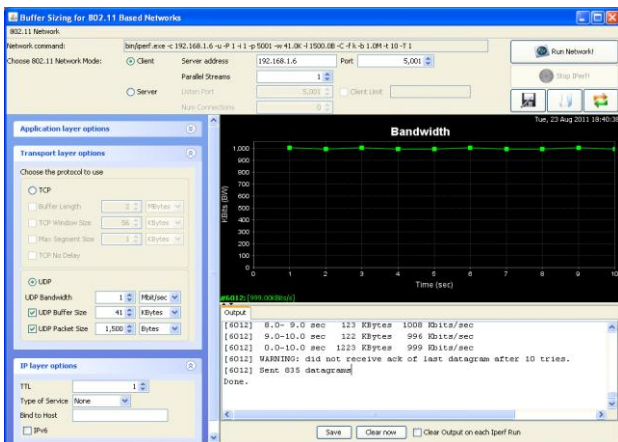 Buffer Sizing for 802.11 Based Networks
802.11 Network
Network command: bin/iperf.exe -c 192.168.1.6 -u -P 1 -i 1 -p 5001 -w 41.0K -l 1500.0B -C -f k -b 1.0M -t 10 -T 1
Choose 802.11 Network Mode: Client Server address 192.168.1.6 Port 5,001
Parallel Streams 1
Server Listen Port 5,001 Client Limit
Num Connections 0
Run Network!
Stop IPerf!
Tue, 23 Aug 2011 18:40:38
Application layer options
Transport layer options
Choose the protocol to use
TCP
Buffer Length 2 MBytes
TCP Window Size 56 KBytes
Max Segment Size 1 KBytes
TCP No Delay
UDP
UDP Bandwidth 1 Mbit/sec
UDP Buffer Size 41 KBytes
UDP Packet Size 1,500 Bytes
IP layer options
TTL 1
Type of Service None
Bind to Host
IPv6
Bandwidth
KBits (BW)
1,000
900
800
700
600
500
400
300
200
100
0
0 1 2 3 4 5 6 7 8 9 10
Time (sec)
#6012: [999.00KBits/s]
Output
[6012] 8.0- 9.0 sec 123 KBytes 1008 Kbits/sec
[6012] 9.0-10.0 sec 122 KBytes 996 Kbits/sec
[6012] 0.0-10.0 sec 1223 KBytes 999 Kbits/sec
[6012] WARNING: did not receive ack of last datagram after 10 tries.
[6012] Sent 835 datagrams
Done.
Save Clear now Clear Output on each Iperf Run